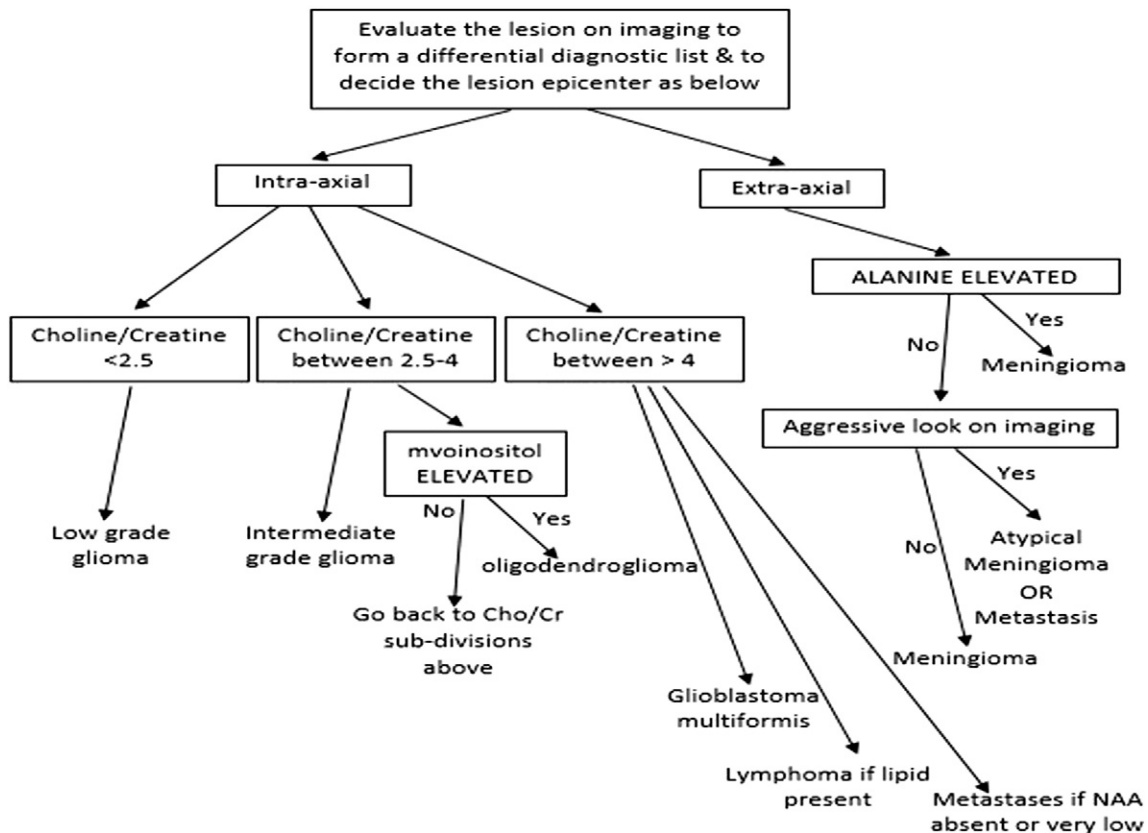 Evaluate the lesion on imaging to
form a differential diagnostic list & to
decide the lesion epicenter as below
Intra-axial
Extra-axial
ALANINE ELEVATED
Choline/Creatine
<2.5
Choline/Creatine
between 2.5-4
Choline/Creatine
between > 4
No
Yes
Meningioma
Aggressive look on imaging
mvoinositol
ELEVATED
No
Yes
Low grade
glioma
Intermediate
grade glioma
oligodendroglioma
Go back to Cho/Cr
sub-divisions
above
No
Yes
Atypical
Meningioma
OR
Metastasis
Meningioma
Glioblastoma
multiformis
Lymphoma if lipid
present
Metastases if NAA
absent or very low